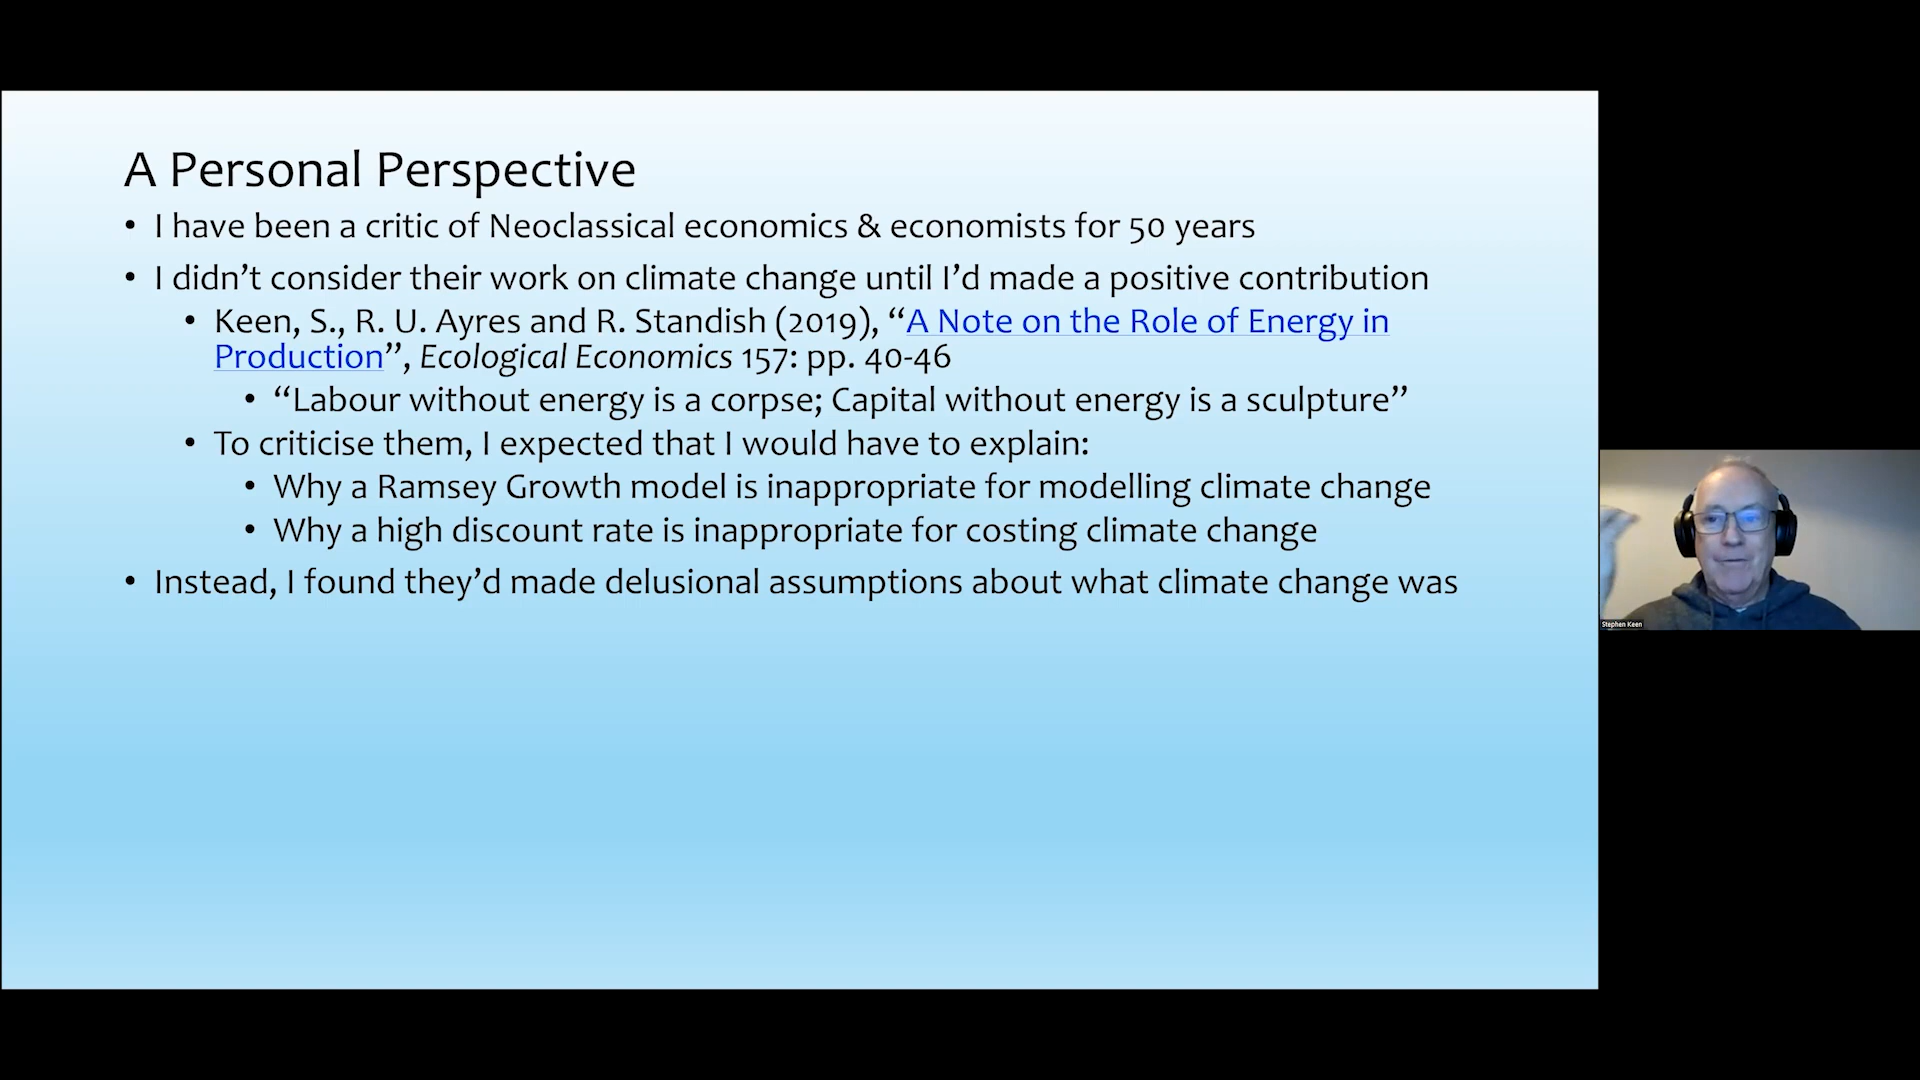 A Personal Perspective
• I have been a critic of Neoclassical economics & economists for 50 years
• I didn’t consider their work on climate change until I’d made a positive contribution
• Keen, S., R. U. Ayres and R. Standish (2019), “A Note on the Role of Energy in
Production”, Ecological Economics 157: pp. 40-46
• “Labour without energy is a corpse; Capital without energy is a sculpture”
• To criticise them, I expected that I would have to explain:
• Why a Ramsey Growth model is inappropriate for modelling climate change
• Why a high discount rate is inappropriate for costing climate change
• Instead, I found they’d made delusional assumptions about what climate change was
Stephen Keen